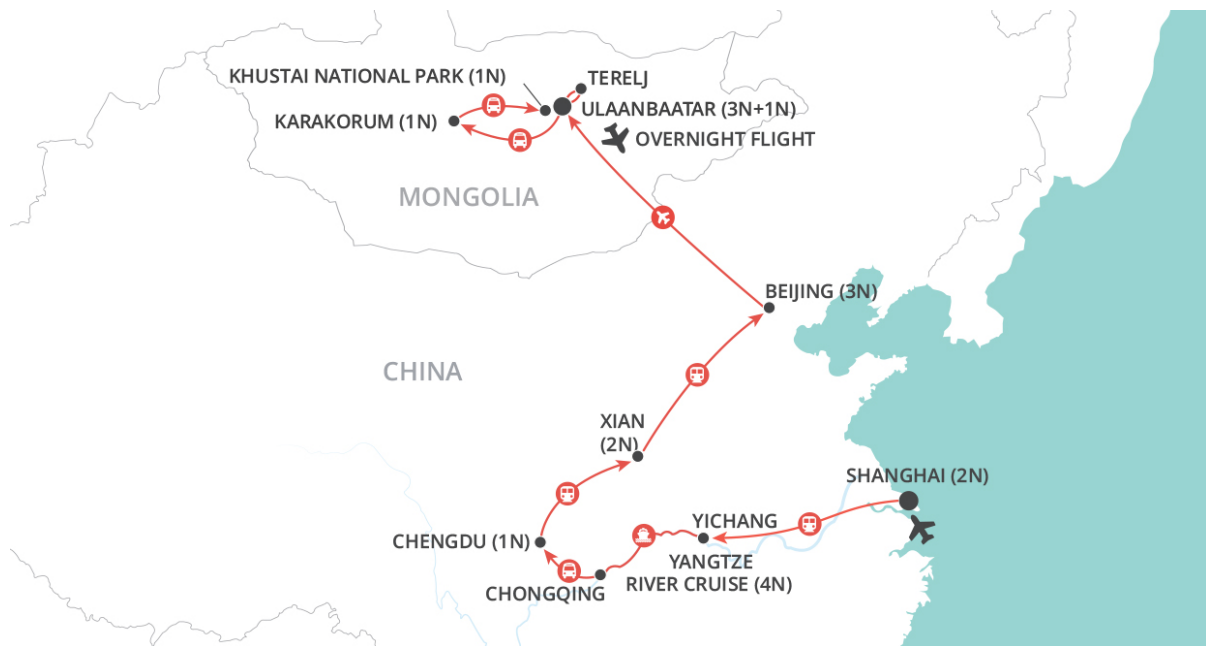 KHUSTAI NATIONAL PARK (1N)
TERELJ
ULAANBAATAR (3N+1N)
KARAKORUM (1N)
OVERNIGHT FLIGHT
MONGOLIA
BEIJING (3N)
CHINA
XIAN
(2N)
SHANGHAI (2N)
YICHANG
CHENGDU (1N)
YANGTZE
RIVER CRUISE (4N)
CHONGQING